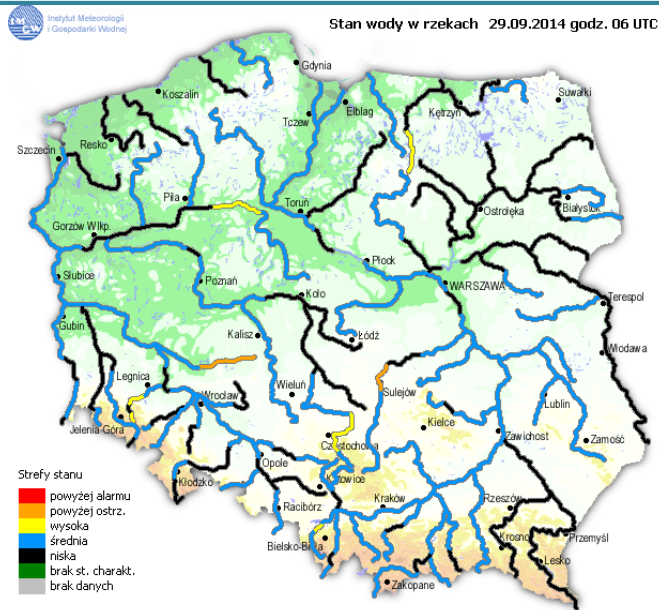 Instytut Meteorologii
i Gospodarki Wodnej
Stan wody w rzekach 29.09.2014 godz. 06 UTC
Gdynia
Koszalin
Suwałki
Tczew
Elbląg
Kętrzyn
Resko
Szczecin
Piła
Toruń
Ostrołęka
Białystok
Gorzów Wlkp.
Płock
Słubice
Poznań
WARSZAWA
Koło
Terespol
Gubin
Kalisz
Łódź
Włodawa
Legnica
Wieluń
Sulejów
Wrocław
Lublin
Jelenia Góra
Kielce
Częstochowa
Zawichost
Zamość
Opole
Kłodzko
Katowice
Strefy stanu
powyżej alarmu
powyżej ostrz.
wysoka
średnia
niska
brak st. charakt.
brak danych
Racibórz
Kraków
Rzeszów
Bielsko-Biała
Krosno
Przemyśl
Lesko
Zakopane